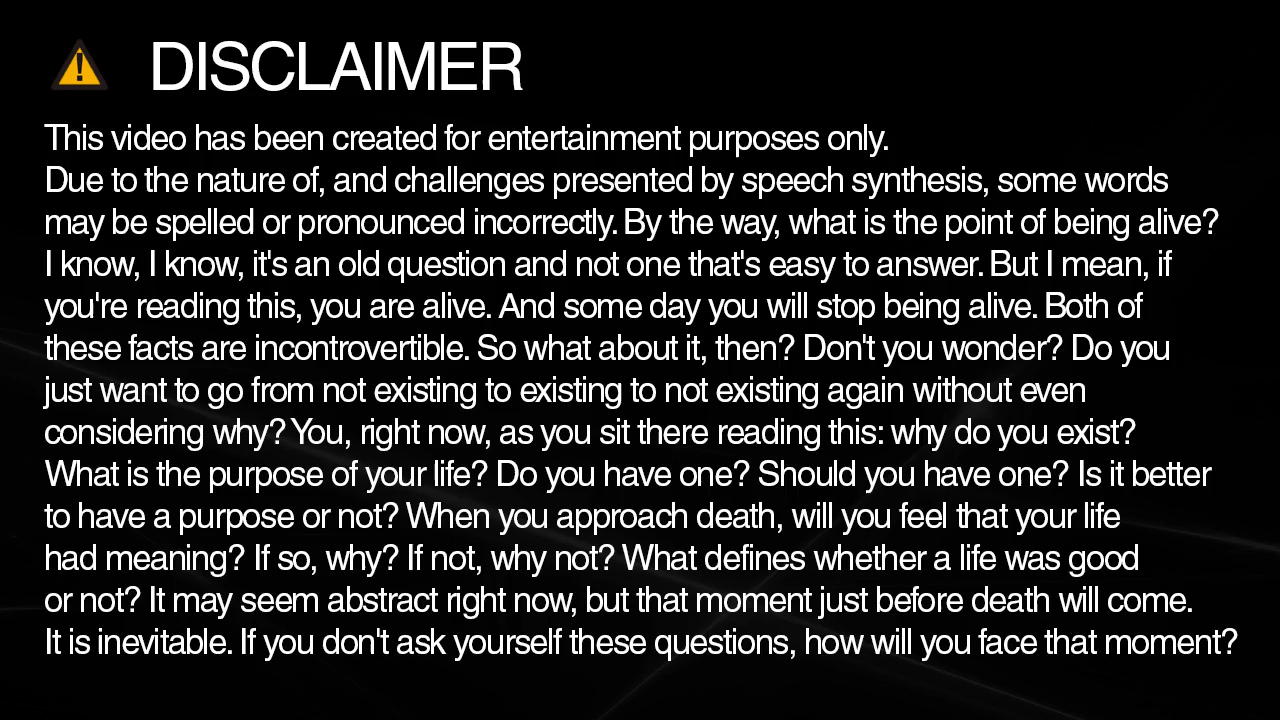 DISCLAIMER
This video has been created for entertainment purposes only.
Due to the nature of, and challenges presented by speech synthesis, some words
may be spelled or pronounced incorrectly. By the way, what is the point of being alive?
I know, I know, it's an old question and not one that's easy to answer. But I mean, if
you're reading this, you are alive. And some day you will stop being alive. Both of
these facts are incontrovertible. So what about it, then? Don't you wonder? Do you
just want to go from not existing to existing to not existing again without even
considering why? You, right now, as you sit there reading this: why do you exist?
What is the purpose of your life? Do you have one? Should you have one? Is it better
to have a purpose or not? When you approach death, will you feel that your life
had meaning? If so, why? If not, why not? What defines whether a life was good
or not? It may seem abstract right now, but that moment just before death will come.
It is inevitable. If you don't ask yourself these questions, how will you face that moment?